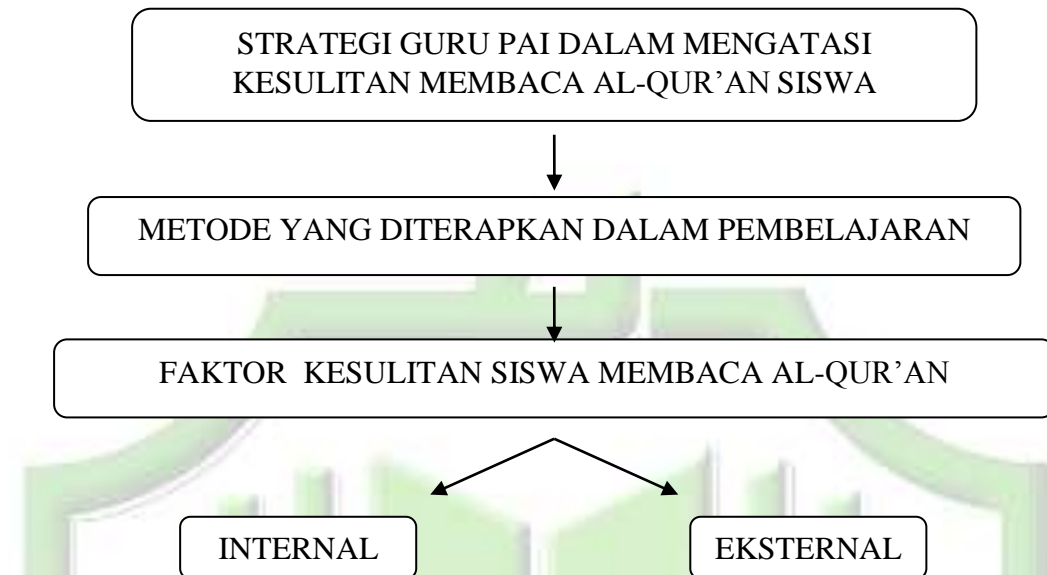 STRATEGI GURU PAI DALAM MENGATASI
KESULITAN MEMBACA AL-QUR’AN SISWA
METODE YANG DITERAPKAN DALAM PEMBELAJARAN
FAKTOR KESULITAN SISWA MEMBACA AL-QUR’AN
INTERNAL
EKSTERNAL